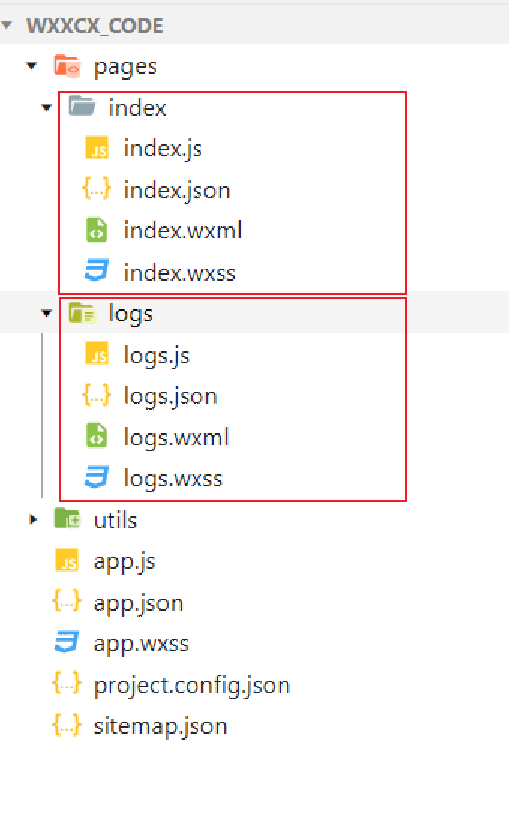 WXXCX_CODE
pages
index
index.js
index.json
index.wxml
index.wxss
logs
logs.js
logs.json
logs.wxml
logs.wxss
utils
app.js
app.json
app.wxss
project.config.json
sitemap.json